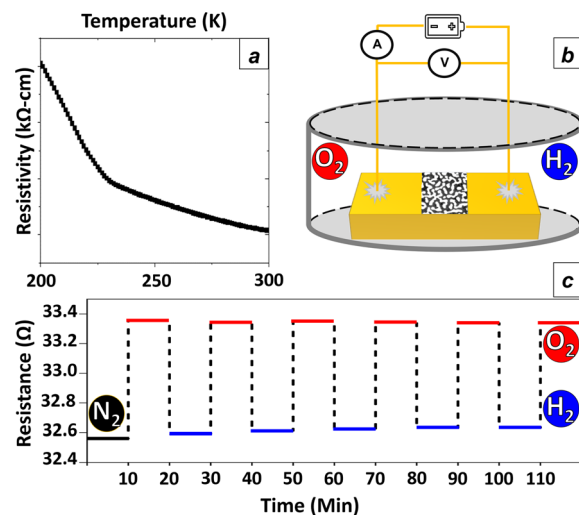 Temperature (K)
a
Resistivity (kΩ-cm)
200
225
250
275
300
b
- +
A
V
O2
H2
c
33.4
33.2
33.0
32.8
32.6
32.4
Resistance (Ω)
N2
O2
H2
10 20 30 40 50 60 70 80 90 100 110
Time (Min)